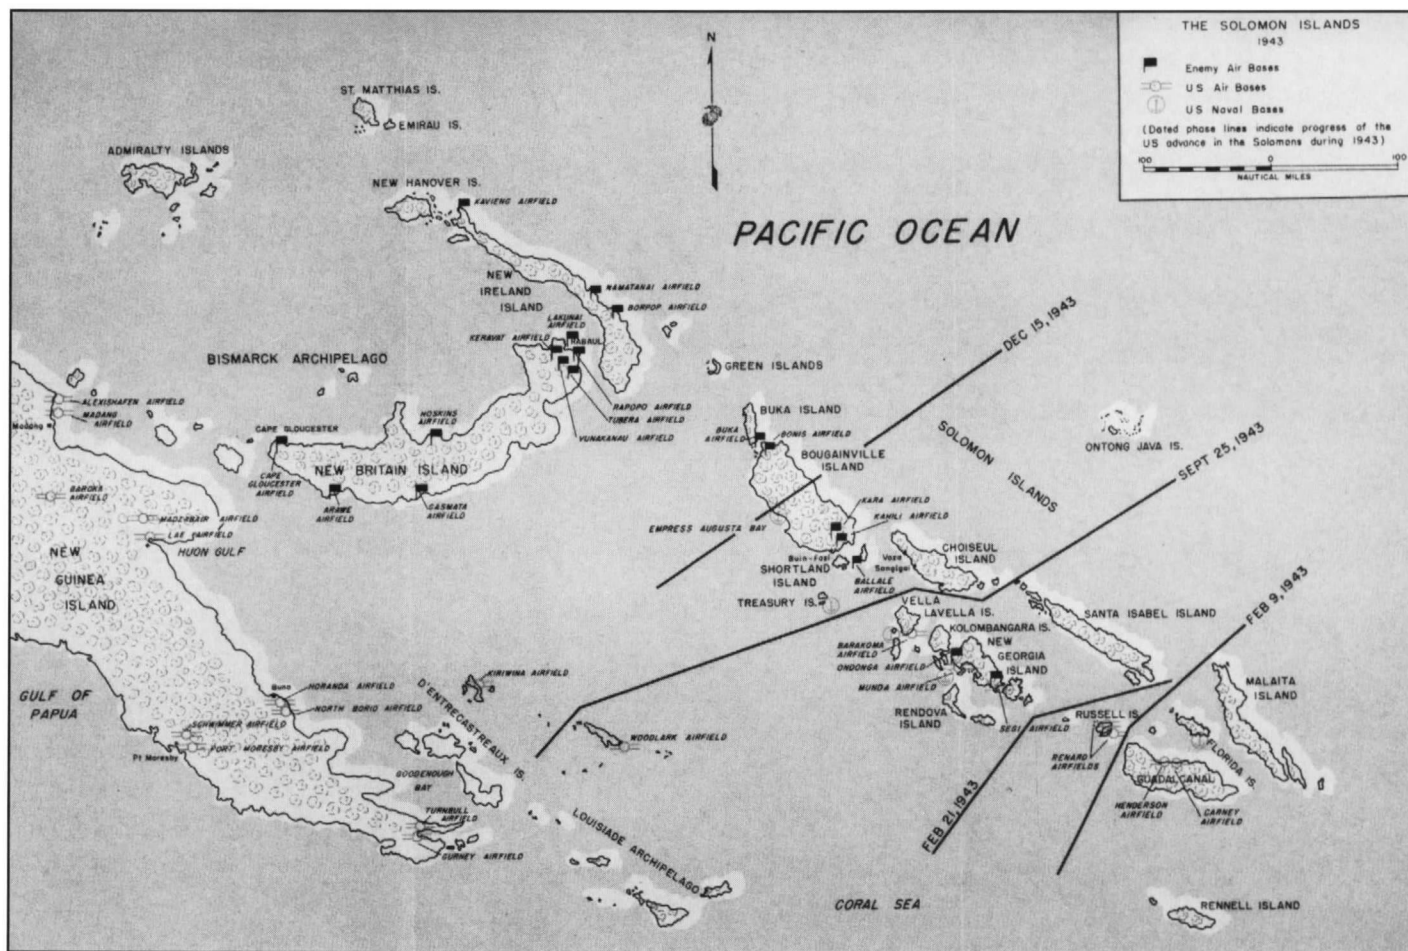 THE SOLOMON ISLANDS
1943
Enemy Air Bases
US Air Bases
US Naval Bases
(Dated phase lines indicate progress of the
US advance in the Solomons during 1943)
100 0 100
NAUTICAL MILES
N
ST. MATTHIAS IS.
EMIRAU IS.
ADMIRALTY ISLANDS
NEW HANOVER IS.
KAVIENG AIRFIELD
PACIFIC OCEAN
NEW
IRELAND
ISLAND
NAMATANAI AIRFIELD
BORPOP AIRFIELD
LAKUNAI
AIRFIELD
KERAVAT AIRFIELD
RABAUL
RAPOPO AIRFIELD
TUBERA AIRFIELD
VUNAKANAU AIRFIELD
BISMARCK ARCHIPELAGO
GREEN ISLANDS
DEC 15, 1943
ALEXISHAFEN AIRFIELD
MADANG
AIRFIELD
Madang
CAPE GLOUCESTER
HOSKINS
AIRFIELD
NEW BRITAIN ISLAND
CAPE
GLOUCESTER
AIRFIELD
ARAWE
AIRFIELD
GASMATA
AIRFIELD
BUKA ISLAND
BUKA
AIRFIELD
BONIS AIRFIELD
BOUGAINVILLE
ISLAND
SOLOMON ISLANDS
ONTONG JAVA IS.
SEPT 25, 1943
KARA AIRFIELD
KAHILI AIRFIELD
EMPRESS AUGUSTA BAY
Buin-Fasi
SHORTLAND
ISLAND
BALLALE
AIRFIELD
Voza
Sangigai
CHOISEUL
ISLAND
TREASURY IS.
AIRFIELD
LAE AIRFIELD
HUON GULF
NEW
GUINEA
ISLAND
VELLA
LAVELLA IS.
KOLOMBANGARA IS.
NEW
GEORGIA
ISLAND
BARAKOMA
AIRFIELD
ONDONGA AIRFIELD
MUNDA AIRFIELD
RENDOVA
ISLAND
SEGI AIRFIELD
SANTA ISABEL ISLAND
FEB 9, 1943
MALAITA
ISLAND
RUSSELL IS.
RENARD
AIRFIELDS
FLORIDA IS.
GUADALCANAL
HENDERSON
AIRFIELD
CARNEY
AIRFIELD
FEB 21, 1943
GULF OF
PAPUA
Buna
HORANDA AIRFIELD
NORTH BORIO AIRFIELD
SCHWIMMER AIRFIELD
PORT MORESBY AIRFIELD
Pt Moresby
KIRIWINA AIRFIELD
D'ENTRECASTREAUX IS.
WOODLARK AIRFIELD
GOODENOUGH
BAY
TURNBULL
AIRFIELD
GURNEY AIRFIELD
LOUISIADE ARCHIPELAGO
CORAL SEA
RENNELL ISLAND